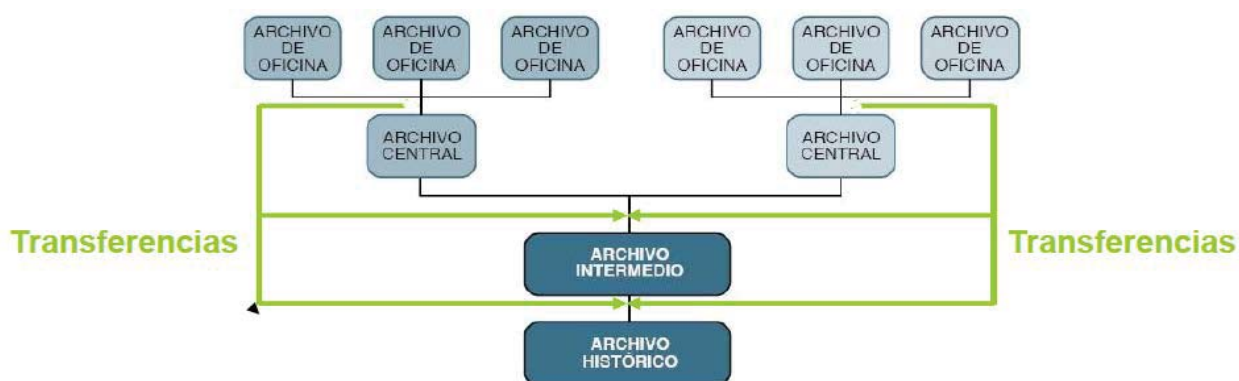 ARCHIVO
DE
OFICINA
ARCHIVO
DE
OFICINA
ARCHIVO
DE
OFICINA
ARCHIVO
DE
OFICINA
ARCHIVO
DE
OFICINA
ARCHIVO
DE
OFICINA
ARCHIVO
CENTRAL
ARCHIVO
CENTRAL
Transferencias
Transferencias
ARCHIVO
INTERMEDIO
ARCHIVO
HISTÓRICO